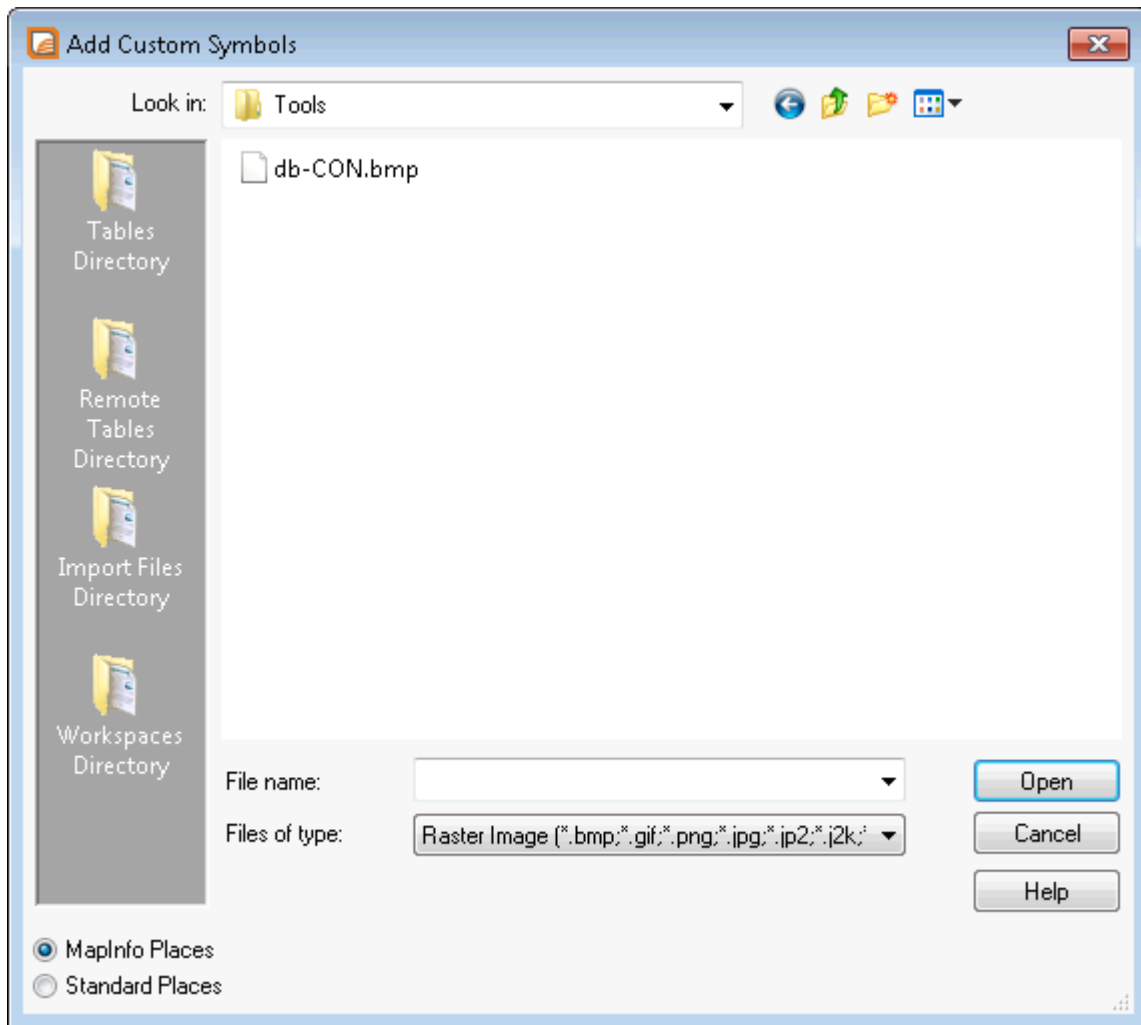 Add Custom Symbols
Look in:
Tools
db-CON.bmp
Tables
Directory
Remote
Tables
Directory
Import Files
Directory
Workspaces
Directory
File name:
Open
Files of type:
Raster Image (*.bmp;*.gif;*.png;*.jpg;*.jp2;*.j2k;*
Cancel
Help
MapInfo Places
Standard Places